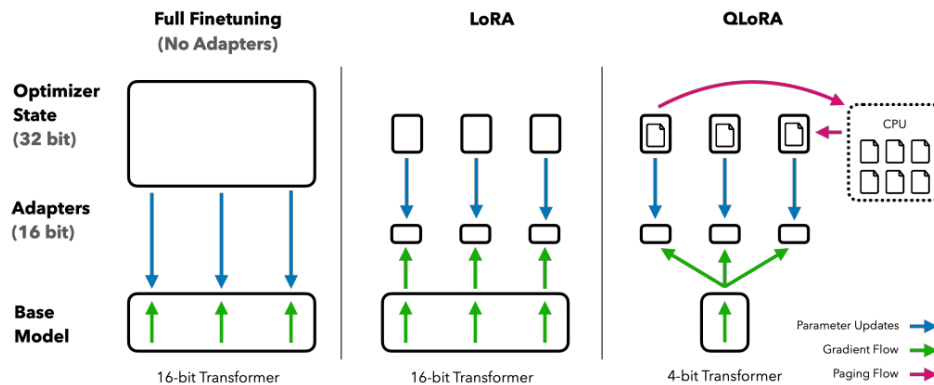 Full Finetuning
(No Adapters)
LoRA
QLoRA
Optimizer
State
(32 bit)
CPU
Adapters
(16 bit)
Base
Model
Parameter Updates
Gradient Flow
Paging Flow
16-bit Transformer
16-bit Transformer
4-bit Transformer